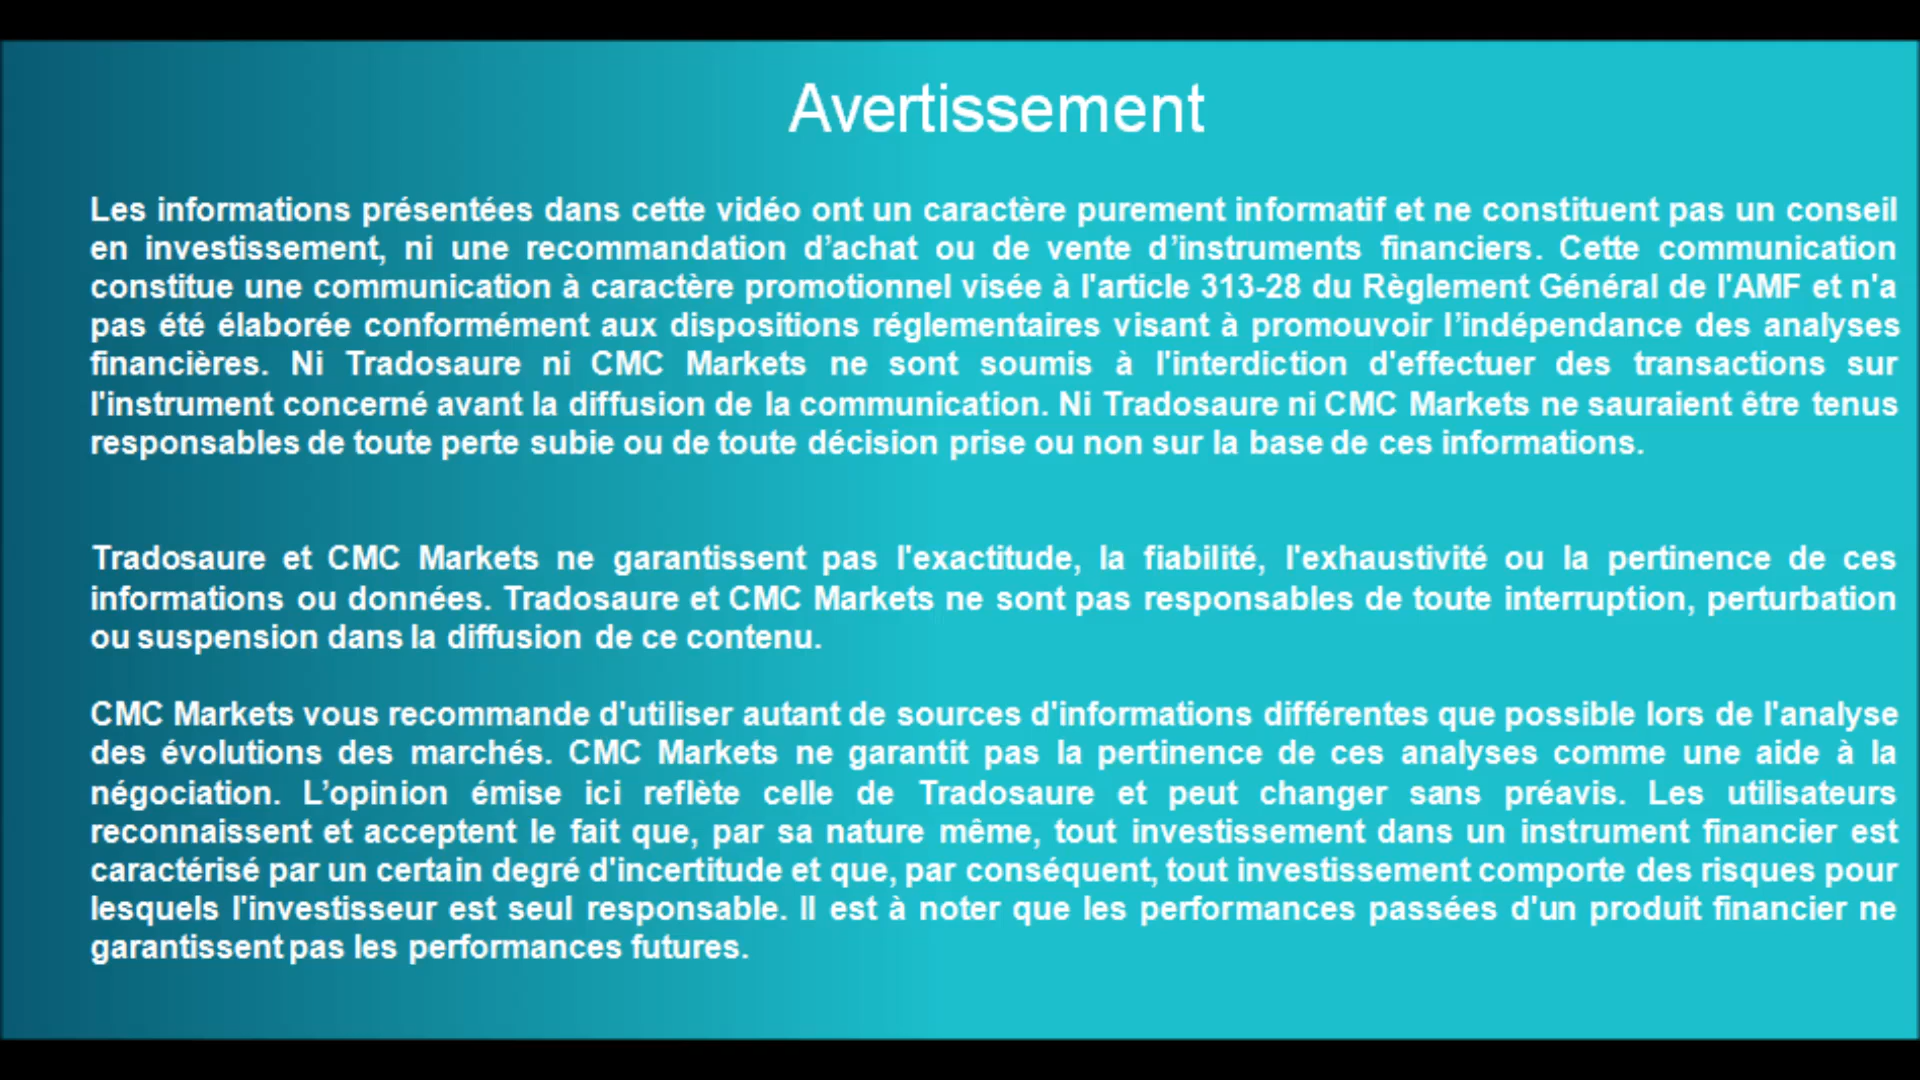 Avertissement
Les informations présentées dans cette vidéo ont un caractère purement informatif et ne constituent pas un conseil
en investissement, ni une recommandation d’achat ou de vente d’instruments financiers. Cette communication
constitue une communication à caractère promotionnel visée à l'article 313-28 du Règlement Général de l'AMF et n'a
pas été élaborée conformément aux dispositions réglementaires visant à promouvoir l’indépendance des analyses
financières. Ni Tradosaure ni CMC Markets ne sont soumis à l'interdiction d'effectuer des transactions sur
l'instrument concerné avant la diffusion de la communication. Ni Tradosaure ni CMC Markets ne sauraient être tenus
responsables de toute perte subie ou de toute décision prise ou non sur la base de ces informations.
Tradosaure et CMC Markets ne garantissent pas l'exactitude, la fiabilité, l'exhaustivité ou la pertinence de ces
informations ou données. Tradosaure et CMC Markets ne sont pas responsables de toute interruption, perturbation
ou suspension dans la diffusion de ce contenu.
CMC Markets vous recommande d'utiliser autant de sources d'informations différentes que possible lors de l'analyse
des évolutions des marchés. CMC Markets ne garantit pas la pertinence de ces analyses comme une aide à la
négociation. L’opinion émise ici reflète celle de Tradosaure et peut changer sans préavis. Les utilisateurs
reconnaissent et acceptent le fait que, par sa nature même, tout investissement dans un instrument financier est
caractérisé par un certain degré d'incertitude et que, par conséquent, tout investissement comporte des risques pour
lesquels l'investisseur est seul responsable. Il est à noter que les performances passées d'un produit financier ne
garantissent pas les performances futures.